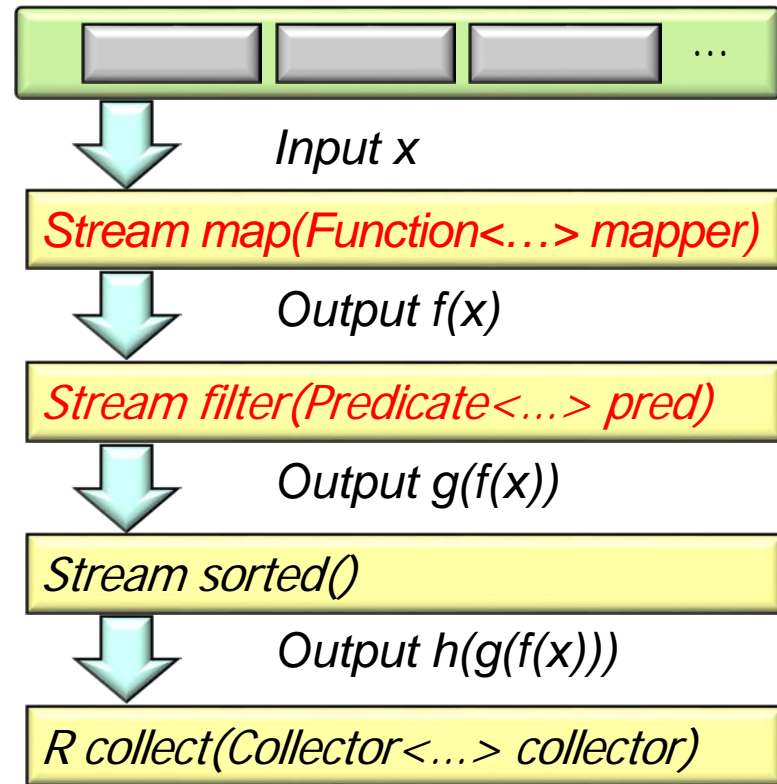 ...
Input x
Stream map(Function<...> mapper)
Output f(x)
Stream filter(Predicate<...> pred)
Output g(f(x))
Stream sorted()
Output h(g(f(x)))
R collect(Collector<...> collector)